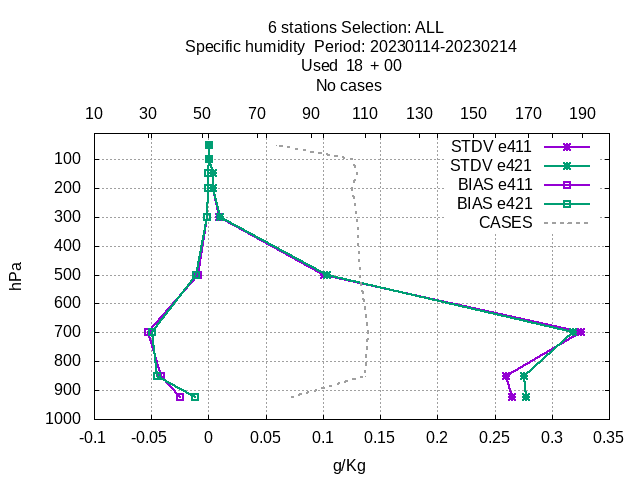 6 stations Selection: ALL
Specific humidity  Period: 20230114-20230214
Used  18  + 00
No cases
10 30 50 70 90 110 130 150 170 190
STDV e411
STDV e421
BIAS e411
BIAS e421
CASES
hPa
100
200
300
400
500
600
700
800
900
1000
-0.1 -0.05 0 0.05 0.1 0.15 0.2 0.25 0.3 0.35
g/Kg